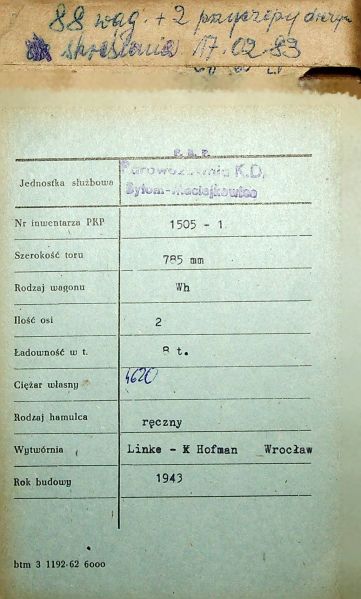 88 wag. + 2 przyczepy
skreślenia 17.02.83
P. K. P.
Parowozownia K.D.
Jednostka służbowa Bytom-Maciejkowice
Nr inwentarza PKP 1505 - 1
Szerokość toru 785 mm
Rodzaj wagonu Wh
Ilość osi 2
Ładowność w t. 8 t.
Ciężar własny 4620
Rodzaj hamulca ręczny
Wytwórnia Linke - K Hofman Wrocław
Rok budowy 1943
btm 3 1192-62 6000